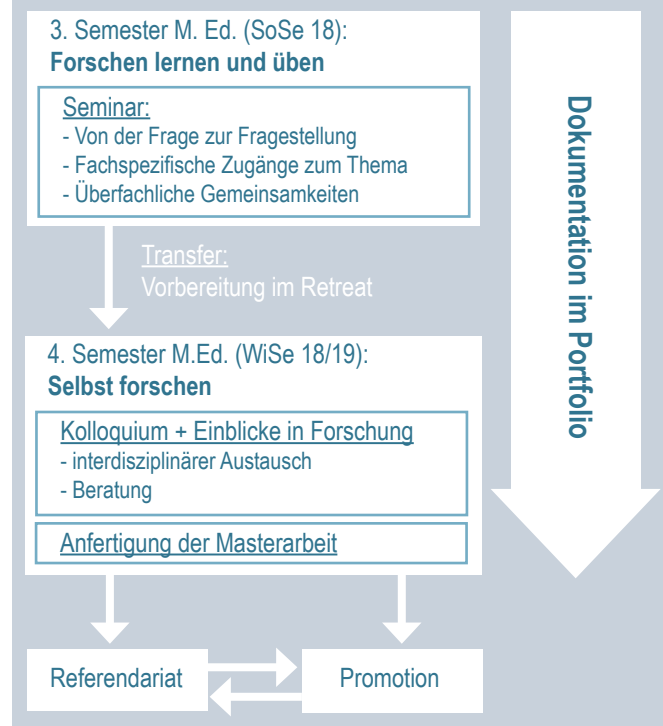 3. Semester M. Ed. (SoSe 18):
Forschen lernen und üben
Seminar:
- Von der Frage zur Fragestellung
- Fachspezifische Zugänge zum Thema
- Überfachliche Gemeinsamkeiten
Transfer:
Vorbereitung im Retreat
4. Semester M.Ed. (WiSe 18/19):
Selbst forschen
Kolloquium + Einblicke in Forschung
- interdisziplinärer Austausch
- Beratung
Anfertigung der Masterarbeit
Referendariat
Promotion
Dokumentation im Portfolio